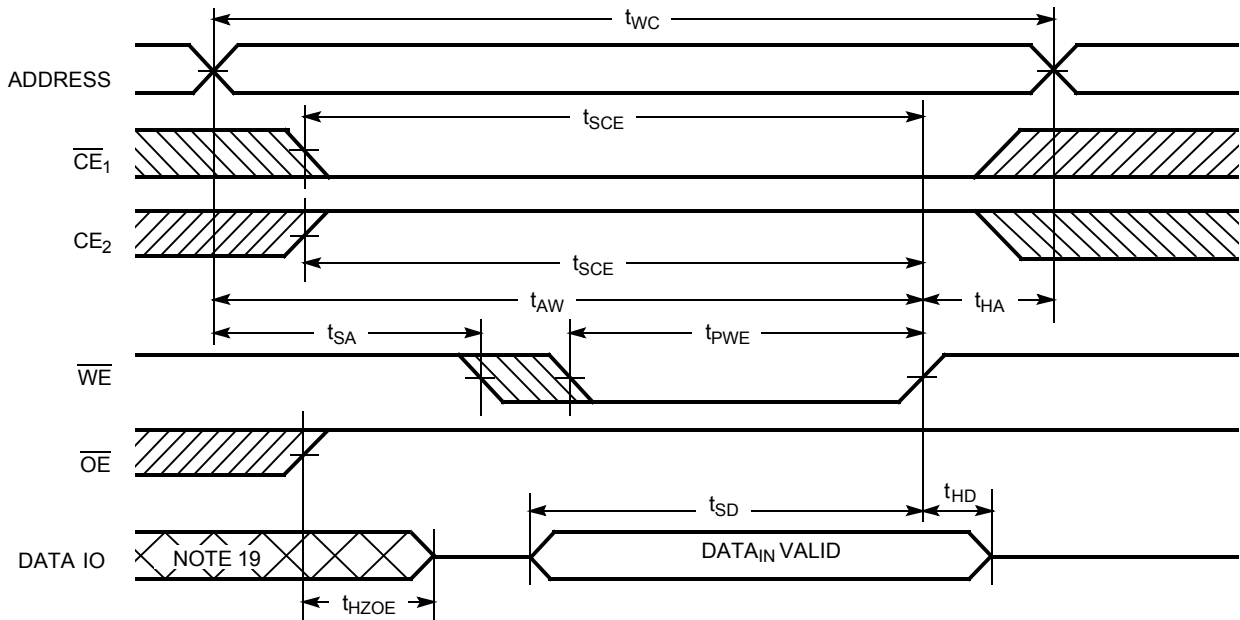 tWC
ADDRESS
tSCE
CE1
CE2
tSCE
tAW
tHA
tSA
tPWE
WE
OE
tSD
tHD
DATA IO
NOTE 19
DATAIN VALID
tHZOE